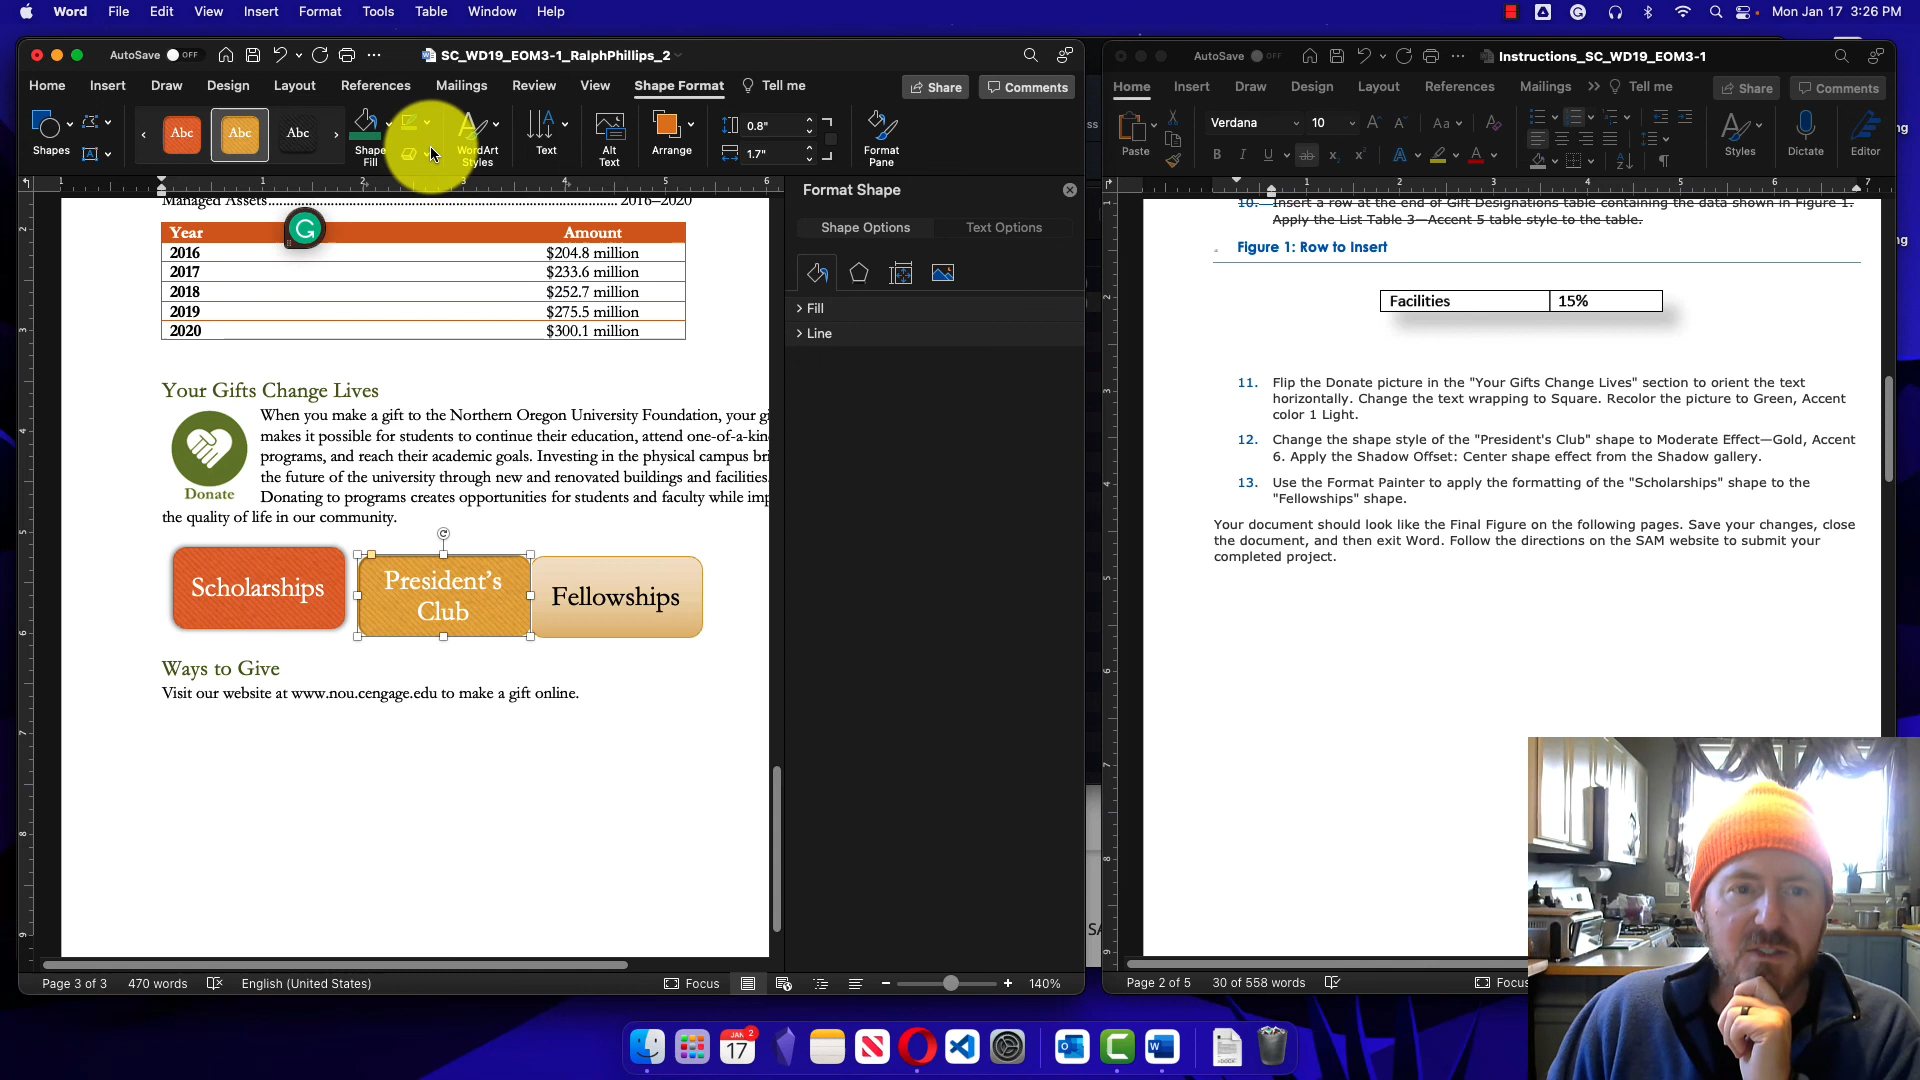 Word File Edit View Insert Format Tools Table Window Help Mon Jan 17 3:26 PM
AutoSave OFF SC_WD19_EOM3-1_RalphPhillips_2
Home Insert Draw Design Layout References Mailings Review View Shape Format Tell me Share Comments
Abc Abc Abc
0.8"
1.7"
Shapes
Shape Fill
WordArt Styles
Text
Alt Text
Arrange
Format Pane
Managed Assets 2016–2020
Year Amount
2016 $204.8 million
2017 $233.6 million
2018 $252.7 million
2019 $275.5 million
2020 $300.1 million
Your Gifts Change Lives
When you make a gift to the Northern Oregon University Foundation, your gi
makes it possible for students to continue their education, attend one-of-a-kin
programs, and reach their academic goals. Investing in the physical campus bri
the future of the university through new and renovated buildings and facilities.
Donate
Donating to programs creates opportunities for students and faculty while imp
the quality of life in our community.
Scholarships
President's
Club
Fellowships
Ways to Give
Visit our website at www.nou.cengage.edu to make a gift online.
Format Shape
Shape Options Text Options
Fill
Line
Page 3 of 3 470 words English (United States) Focus 140%
AutoSave OFF Instructions_SC_WD19_EOM3-1
Home Insert Draw Design Layout References Mailings Tell me Share Comments
Paste
Verdana 10
Styles
Dictate
Editor
10. Insert a row at the end of Gift Designations table containing the data shown in Figure 1.
Apply the List Table 3—Accent 5 table style to the table.
Figure 1: Row to Insert
Facilities 15%
11. Flip the Donate picture in the "Your Gifts Change Lives" section to orient the text
horizontally. Change the text wrapping to Square. Recolor the picture to Green, Accent
color 1 Light.
12. Change the shape style of the "President's Club" shape to Moderate Effect—Gold, Accent
6. Apply the Shadow Offset: Center shape effect from the Shadow gallery.
13. Use the Format Painter to apply the formatting of the "Scholarships" shape to the
"Fellowships" shape.
Your document should look like the Final Figure on the following pages. Save your changes, close
the document, and then exit Word. Follow the directions on the SAM website to submit your
completed project.
Page 2 of 5 30 of 558 words Focus
JAN 2
17